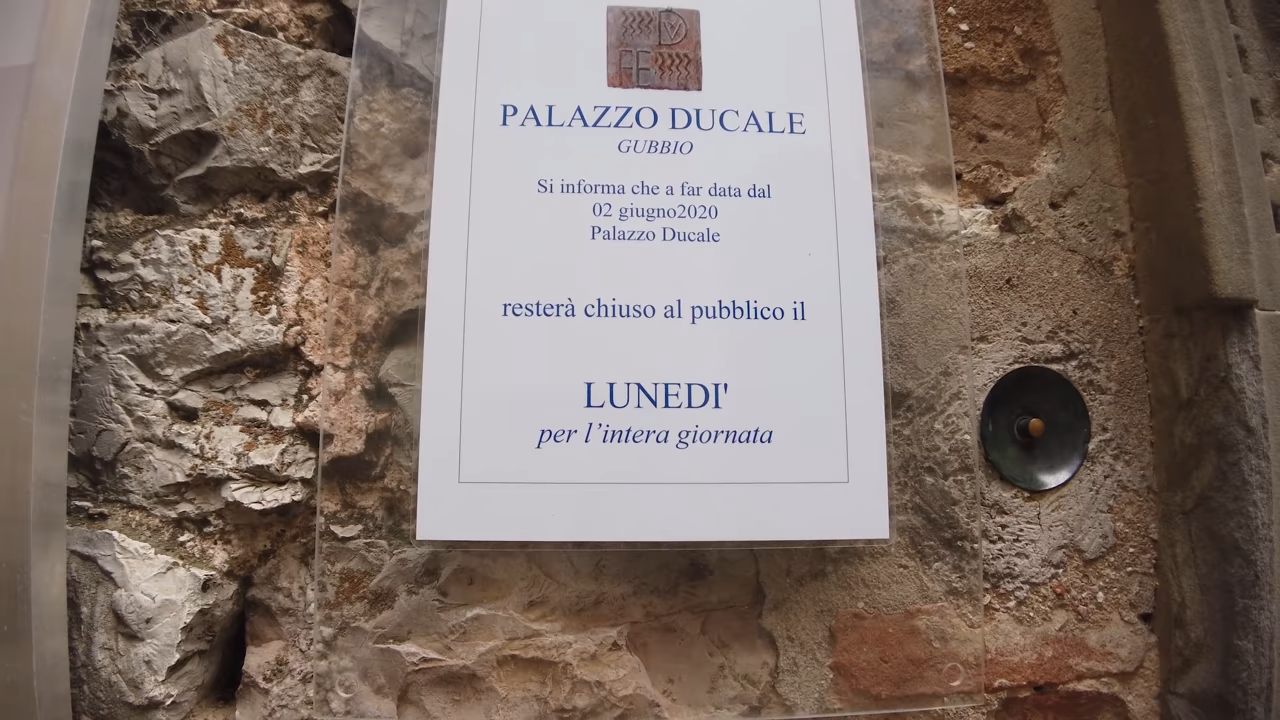 PALAZZO DUCALE
GUBBIO
Si informa che a far data dal
02 giugno2020
Palazzo Ducale
resterà chiuso al pubblico il
LUNEDI'
per l’intera giornata